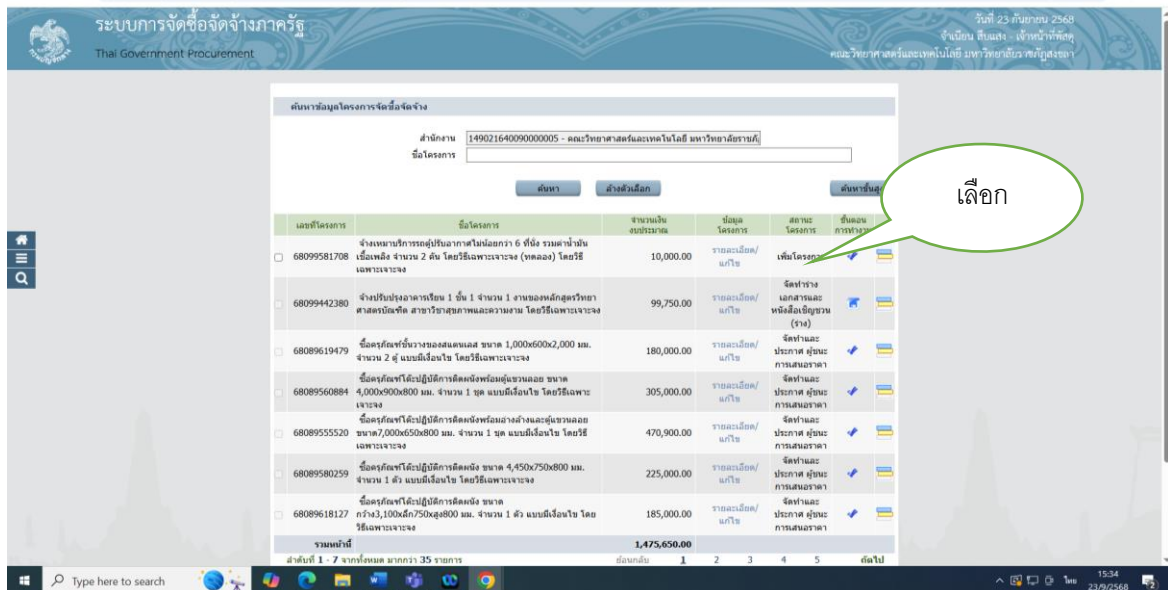 ระบบการจัดซื้อจัดจ้างภาครัฐ
Thai Government Procurement
วันที่ 23 กันยายน 2568
จำเนียน สืบแสง - เจ้าหน้าที่พัสดุ
คณะวิทยาศาสตร์และเทคโนโลยี มหาวิทยาลัยราชภัฏสงขลา
ค้นหาข้อมูลโครงการจัดซื้อจัดจ้าง
สำนักงาน 149021640090000005 - คณะวิทยาศาสตร์และเทคโนโลยี มหาวิทยาลัยราชภั
ชื่อโครงการ
ค้นหา ล้างตัวเลือก ค้นหาขั้นสู
เลือก
เลขที่โครงการ ชื่อโครงการ จำนวนเงิน งบประมาณ ข้อมูล โครงการ สถานะ โครงการ ขั้นตอน การทำงาน
68099581708 จ้างเหมาบริการรถตู้ปรับอากาศไม่น้อยกว่า 6 ที่นั่ง รวมค่าน้ำมัน
เชื้อเพลิง จำนวน 2 คัน โดยวิธีเฉพาะเจาะจง (ทดลอง) โดยวิธี
เฉพาะเจาะจง
10,000.00 รายละเอียด/
แก้ไข
เพิ่มโครงการ
68099442380 จ้างปรับปรุงอาคารเรียน 1 ชั้น 1 จำนวน 1 งานของหลักสูตรวิทยา
ศาสตรบัณฑิต สาขาวิชาสุขภาพและความงาม โดยวิธีเฉพาะเจาะจง
99,750.00 รายละเอียด/
แก้ไข
จัดทำร่าง
เอกสารและ
หนังสือเชิญชวน
(ร่าง)
68089619479 ซื้อครุภัณฑ์ชั้นวางของสแตนเลส ขนาด 1,000x600x2,000 มม.
จำนวน 2 ตู้ แบบมีเงื่อนไข โดยวิธีเฉพาะเจาะจง
180,000.00 รายละเอียด/
แก้ไข
จัดทำและ
ประกาศ ผู้ชนะ
การเสนอราคา
68089560884 ซื้อครุภัณฑ์โต๊ะปฏิบัติการติดผนังพร้อมตู้แขวนลอย ขนาด
4,000x900x800 มม. จำนวน 1 ชุด แบบมีเงื่อนไข โดยวิธีเฉพาะ
เจาะจง
305,000.00 รายละเอียด/
แก้ไข
จัดทำและ
ประกาศ ผู้ชนะ
การเสนอราคา
68089555520 ซื้อครุภัณฑ์โต๊ะปฏิบัติการติดผนังพร้อมอ่างล้างและตู้แขวนลอย
ขนาด7,000x650x800 มม. จำนวน 1 ชุด แบบมีเงื่อนไข โดยวิธี
เฉพาะเจาะจง
470,900.00 รายละเอียด/
แก้ไข
จัดทำและ
ประกาศ ผู้ชนะ
การเสนอราคา
68089580259 ซื้อครุภัณฑ์โต๊ะปฏิบัติการติดผนัง ขนาด 4,450x750x800 มม.
จำนวน 1 ตัว แบบมีเงื่อนไข โดยวิธีเฉพาะเจาะจง
225,000.00 รายละเอียด/
แก้ไข
จัดทำและ
ประกาศ ผู้ชนะ
การเสนอราคา
68089618127 ซื้อครุภัณฑ์โต๊ะปฏิบัติการติดผนัง ขนาด
กว้าง3,100xลึก750xสูง800 มม. จำนวน 1 ตัว แบบมีเงื่อนไข โดย
วิธีเฉพาะเจาะจง
185,000.00 รายละเอียด/
แก้ไข
จัดทำและ
ประกาศ ผู้ชนะ
การเสนอราคา
รวมหน้านี้ 1,475,650.00
ลำดับที่ 1 - 7 จากทั้งหมด มากกว่า 35 รายการ ย้อนกลับ 1 2 3 4 5 ถัดไป
Type here to search
ไทย 15:34
23/9/2568